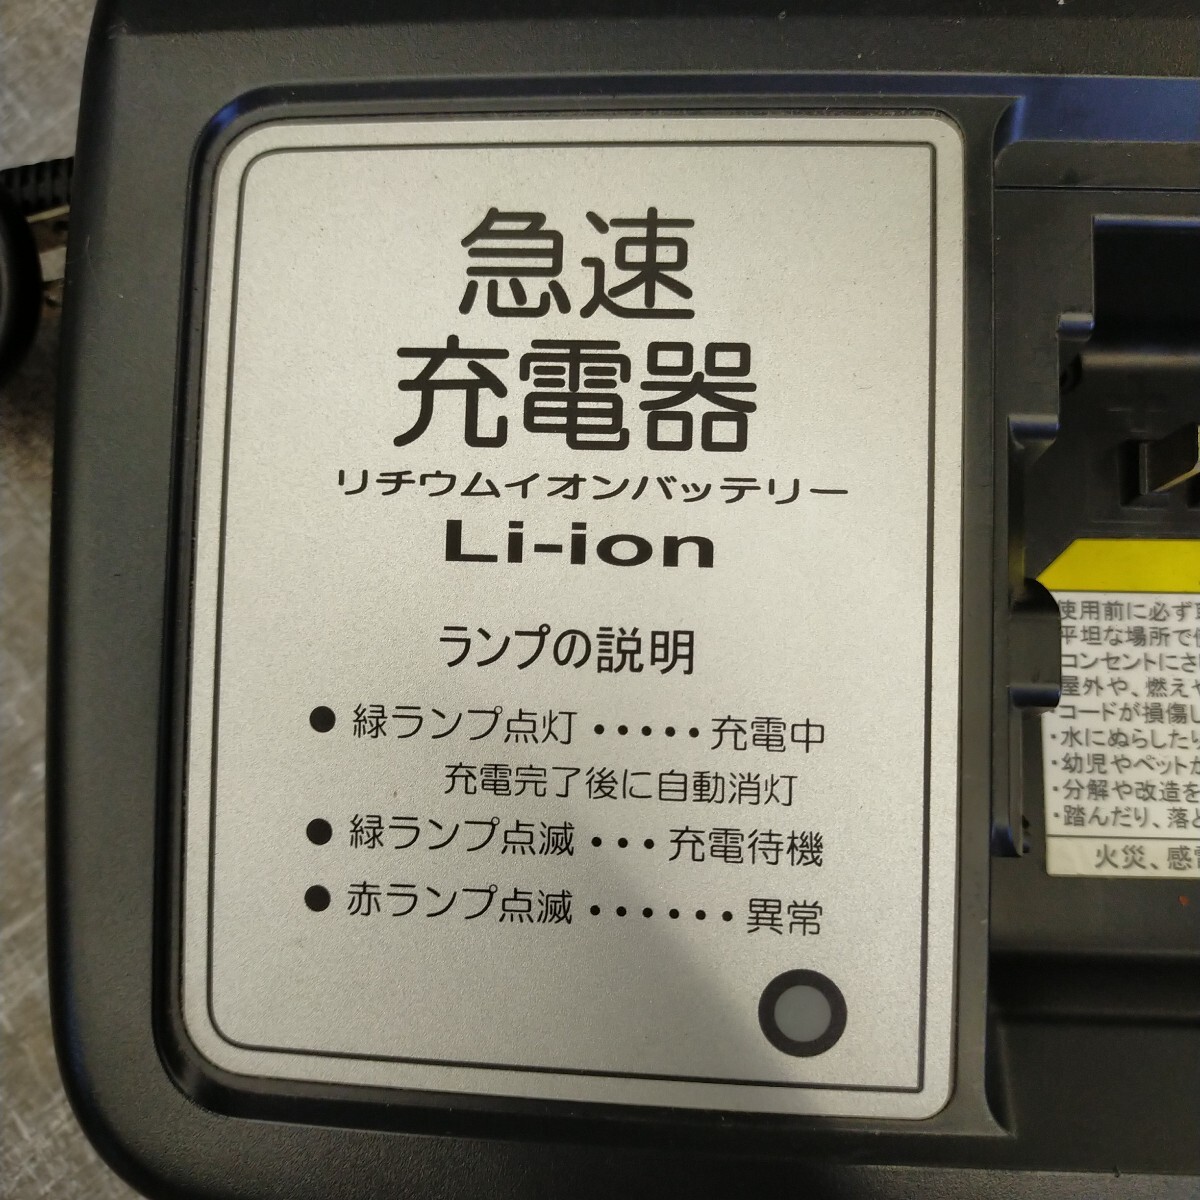 急速
充電器
リチウムイオンバッテリー
Li-ion
ランプの説明
● 緑ランプ点灯 ・・・・・ 充電中
充電完了後に自動消灯
● 緑ランプ点滅 ・・・ 充電待機
● 赤ランプ点滅 ・・・・・・ 異常
使用前に必ず
平坦な場所で
コンセントにさ
屋外や、燃えや
・コードが損傷し
・水にぬらしたり
・幼児やペットが
・分解や改造を
・踏んだり、落と
火災、感